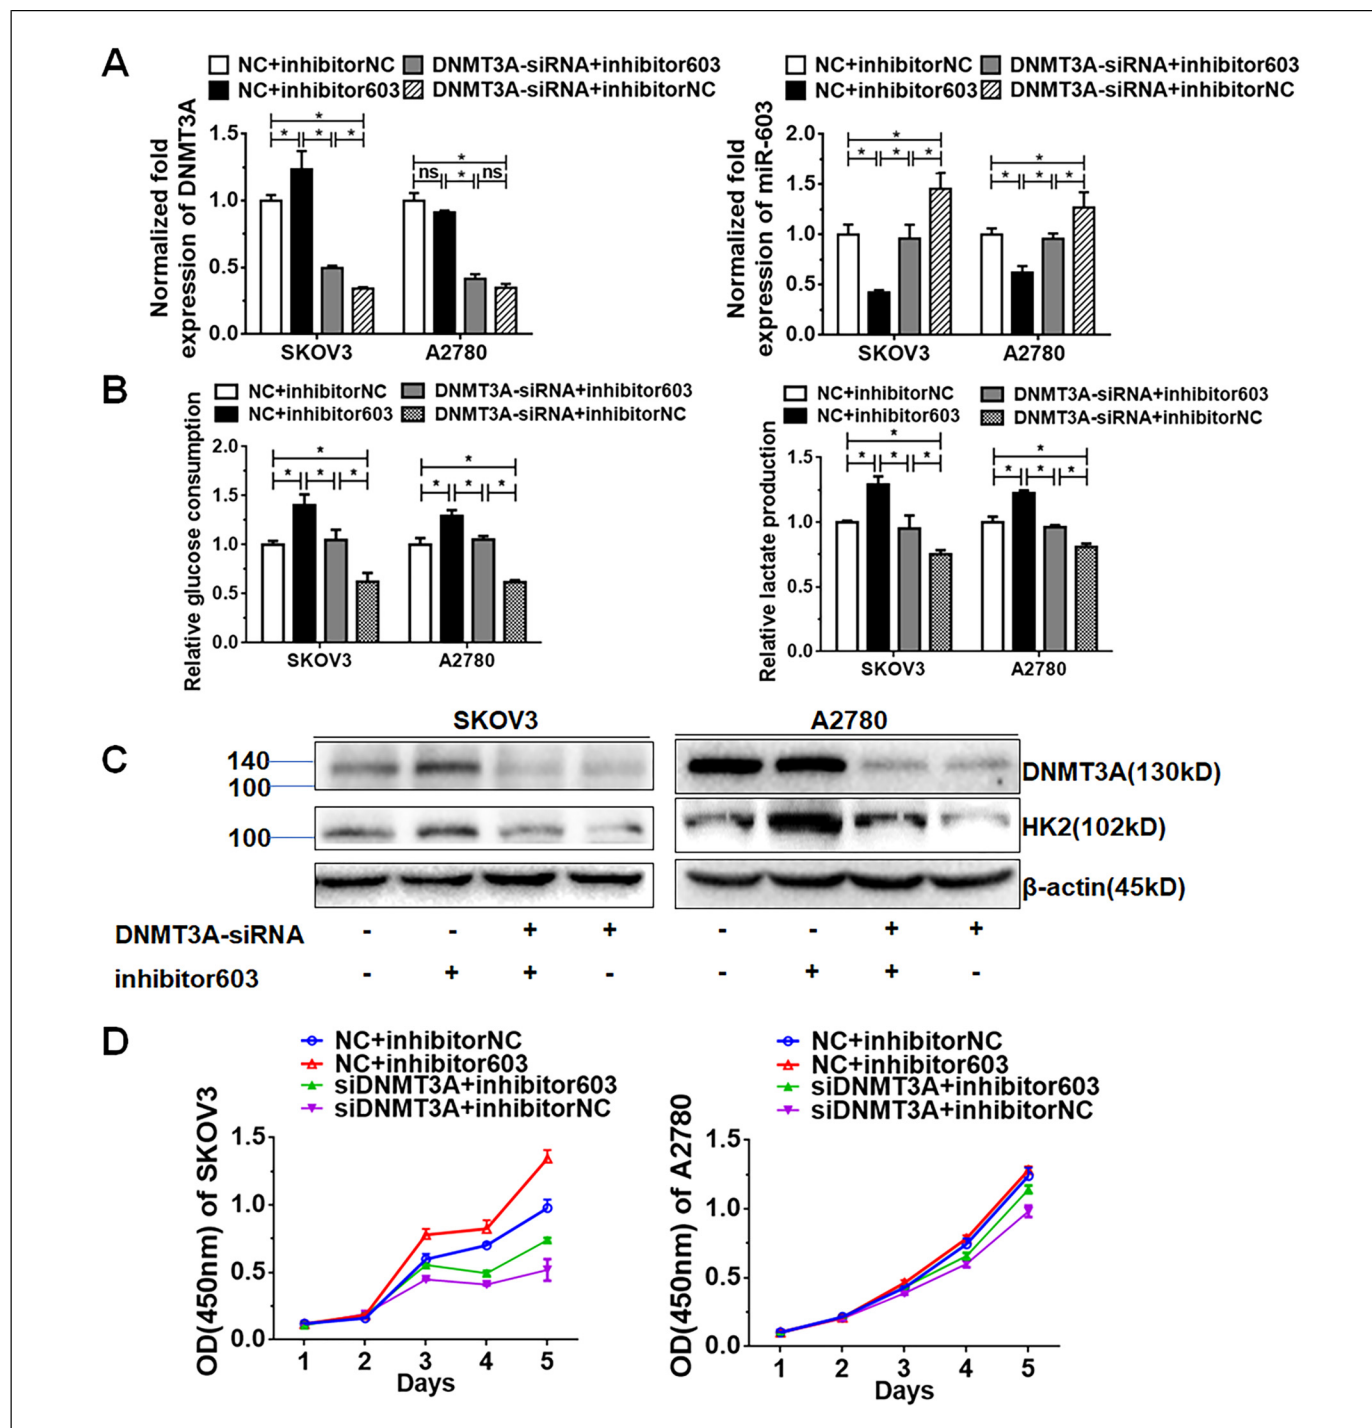 A
NC+inhibitorNC DNMT3A-siRNA+inhibitor603
NC+inhibitor603 DNMT3A-siRNA+inhibitorNC
Normalized fold
expression of DNMT3A
1.5
1.0
0.5
0.0
*
* * *
*
ns * ns
SKOV3 A2780
NC+inhibitorNC DNMT3A-siRNA+inhibitor603
NC+inhibitor603 DNMT3A-siRNA+inhibitorNC
Normalized fold
expression of miR-603
2.0
1.5
1.0
0.5
0.0
*
* * *
*
* * *
SKOV3 A2780
B
NC+inhibitorNC DNMT3A-siRNA+inhibitor603
NC+inhibitor603 DNMT3A-siRNA+inhibitorNC
Relative glucose consumption
2.0
1.5
1.0
0.5
0.0
*
* * *
*
* * *
SKOV3 A2780
NC+inhibitorNC DNMT3A-siRNA+inhibitor603
NC+inhibitor603 DNMT3A-siRNA+inhibitorNC
Relative lactate production
1.5
1.0
0.5
0.0
*
* * *
*
* * *
SKOV3 A2780
C
SKOV3 A2780
140
100
DNMT3A(130kD)
100
HK2(102kD)
β-actin(45kD)
DNMT3A-siRNA - - + + - - + +
inhibitor603 - + + - - + + -
D
NC+inhibitorNC
NC+inhibitor603
siDNMT3A+inhibitor603
siDNMT3A+inhibitorNC
OD(450nm) of SKOV3
1.5
1.0
0.5
0.0
1 2 3 4 5
Days
NC+inhibitorNC
NC+inhibitor603
siDNMT3A+inhibitor603
siDNMT3A+inhibitorNC
OD(450nm) of A2780
1.5
1.0
0.5
0.0
1 2 3 4 5
Days